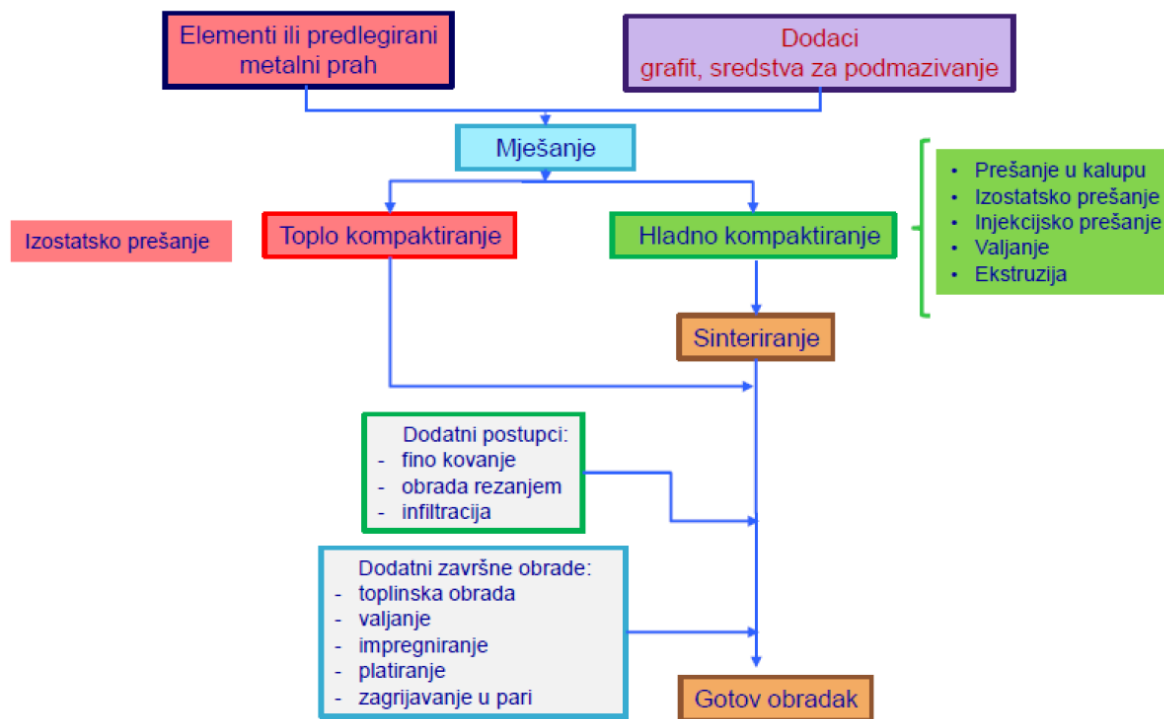 Elementi ili predlegirani
metalni prah
Dodaci
grafit, sredstva za podmazivanje
Mješanje
Izostatsko prešanje
Toplo kompaktiranje
Hladno kompaktiranje
• Prešanje u kalupu
• Izostatsko prešanje
• Injekcijsko prešanje
• Valjanje
• Ekstruzija
Sinteriranje
Dodatni postupci:
- fino kovanje
- obrada rezanjem
- infiltracija
Dodatni završne obrade:
- toplinska obrada
- valjanje
- impregniranje
- platiranje
- zagrijavanje u pari
Gotov obradak